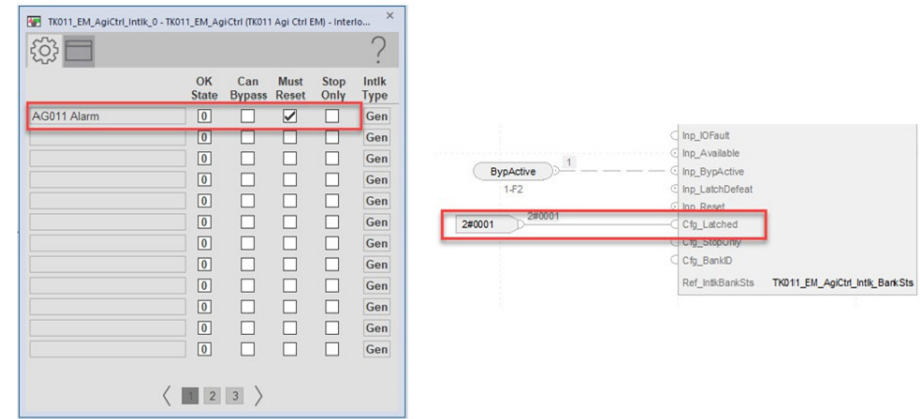 TK011_EM_AgiCtrl_Intlk_0 - TK011_EM_AgiCtrl (TK011 Agi Ctrl EM) - Interlo... ×
?
OK State Can Bypass Must Reset Stop Only Intlk Type
AG011 Alarm 0 Gen
0 Gen
0 Gen
0 Gen
0 Gen
0 Gen
0 Gen
0 Gen
0 Gen
0 Gen
0 Gen
0 Gen
1 2 3
Inp_IOFault
Inp_Available
BypActive 1 Inp_BypActive
1-F2 Inp_LatchDefeat
Inp_Reset
2#0001 2#0001 Cfg_Latched
Cfg_StopOnly
Cfg_BankID
Ref_IntlkBankSts TK011_EM_AgiCtrl_Intlk_BankSts